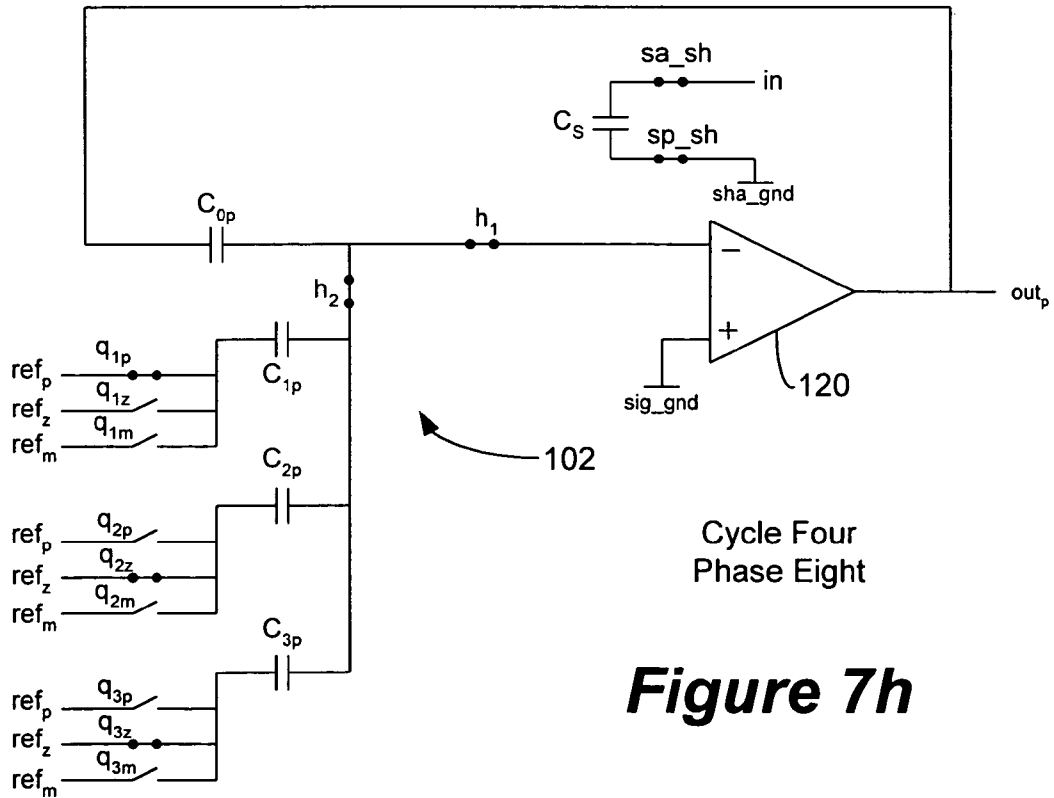 sa_sh
in
C_S
sp_sh
sha_gnd
C_0p
h_1
−
h_2
out_p
+
q_1p
ref_p
C_1p
q_1z
ref_z
q_1m
ref_m
sig_gnd
120
102
C_2p
q_2p
ref_p
q_2z
ref_z
q_2m
ref_m
Cycle Four
Phase Eight
C_3p
q_3p
ref_p
q_3z
ref_z
q_3m
ref_m
Figure 7h